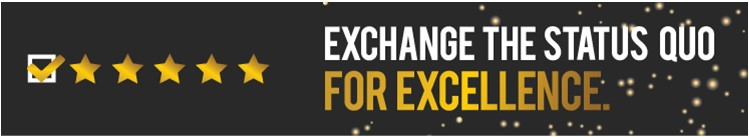 EXCHANGE THE STATUS QUO
FOR EXCELLENCE.